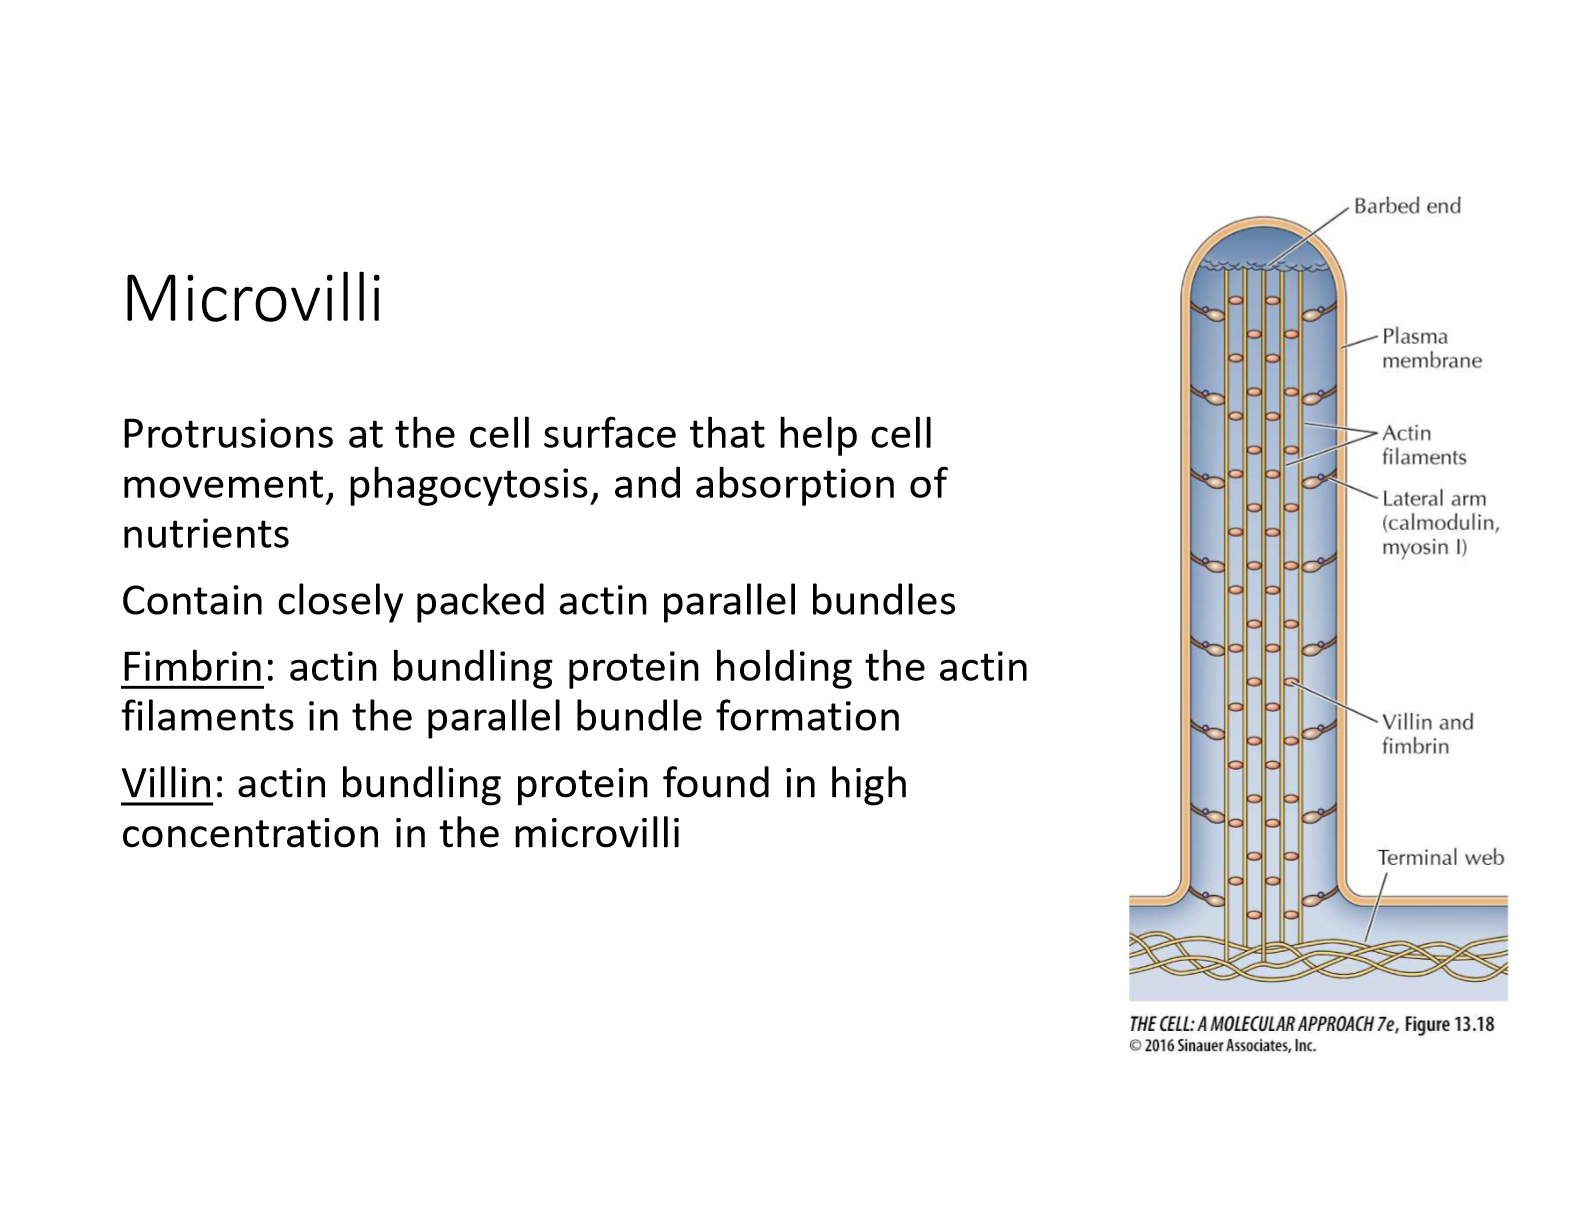 Microvilli
Protrusions at the cell surface that help cell
movement, phagocytosis, and absorption of
nutrients
Contain closely packed actin parallel bundles
Fimbrin: actin bundling protein holding the actin
filaments in the parallel bundle formation
Villin: actin bundling protein found in high
concentration in the microvilli
Barbed end
Plasma
membrane
Actin
filaments
Lateral arm
(calmodulin,
myosin I)
Villin and
fimbrin
Terminal web
THE CELL: A MOLECULAR APPROACH 7e, Figure 13.18
© 2016 Sinauer Associates, Inc.